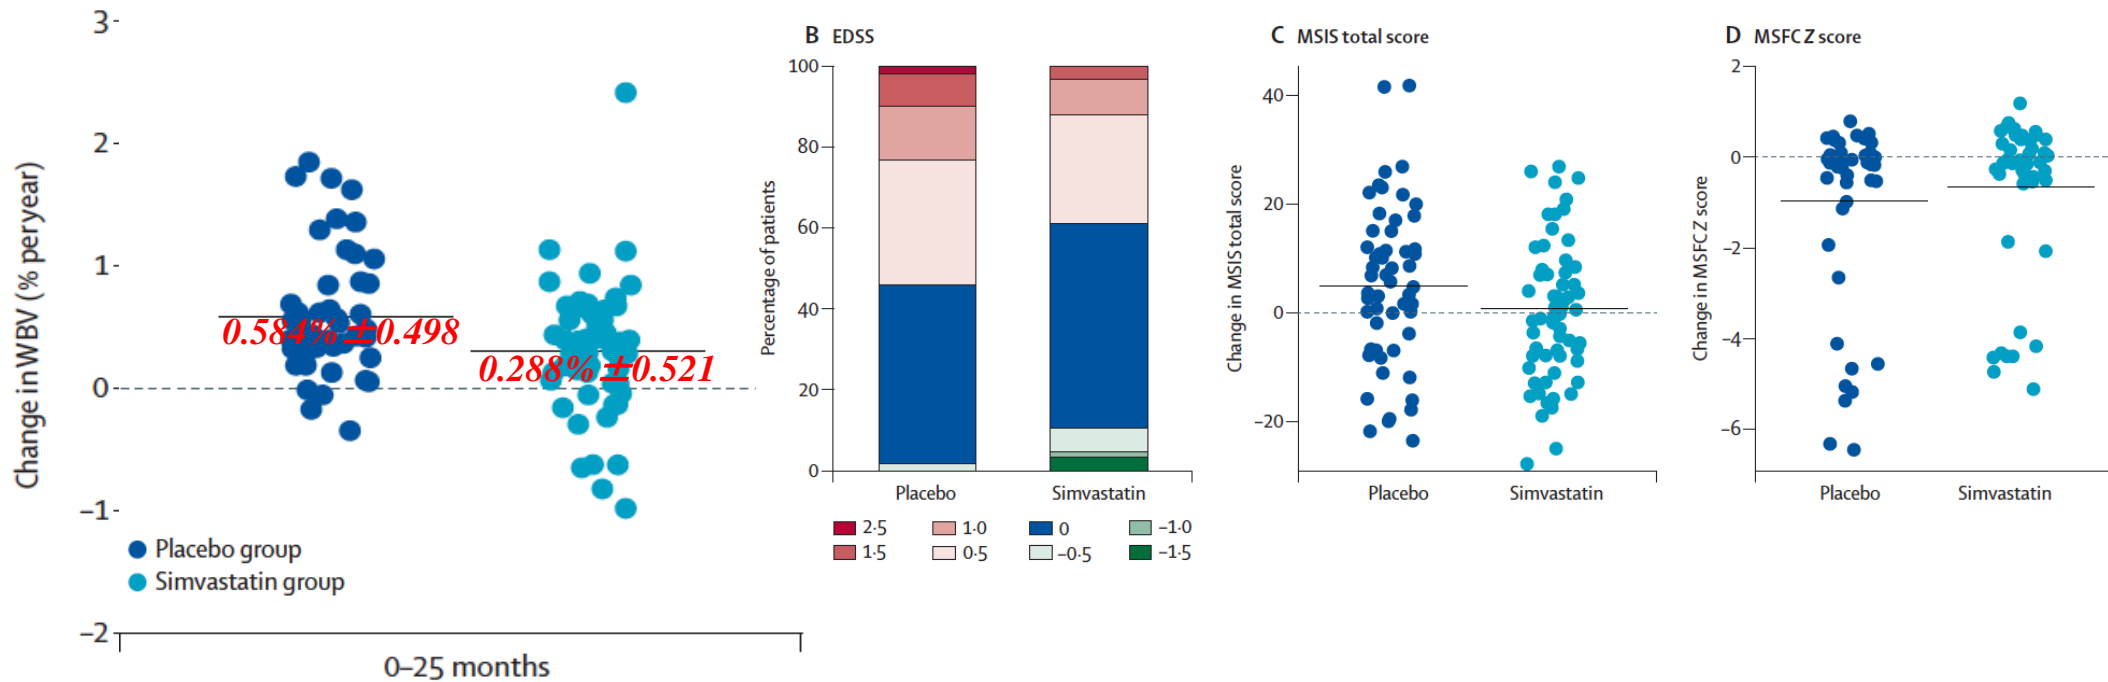 Change in WBV (% per year)
3
2
1
0
−1
−2
0.584% ±0.498
0.288% ±0.521
Placebo group
Simvastatin group
0–25 months
B EDSS
Percentage of patients
100
80
60
40
20
0
Placebo Simvastatin
2·5 1·0 0 −1·0
1·5 0·5 −0·5 −1·5
C MSIS total score
Change in MSIS total score
40
20
0
−20
Placebo Simvastatin
D MSFC Z score
Change in MSFC Z score
2
0
−2
−4
−6
Placebo Simvastatin